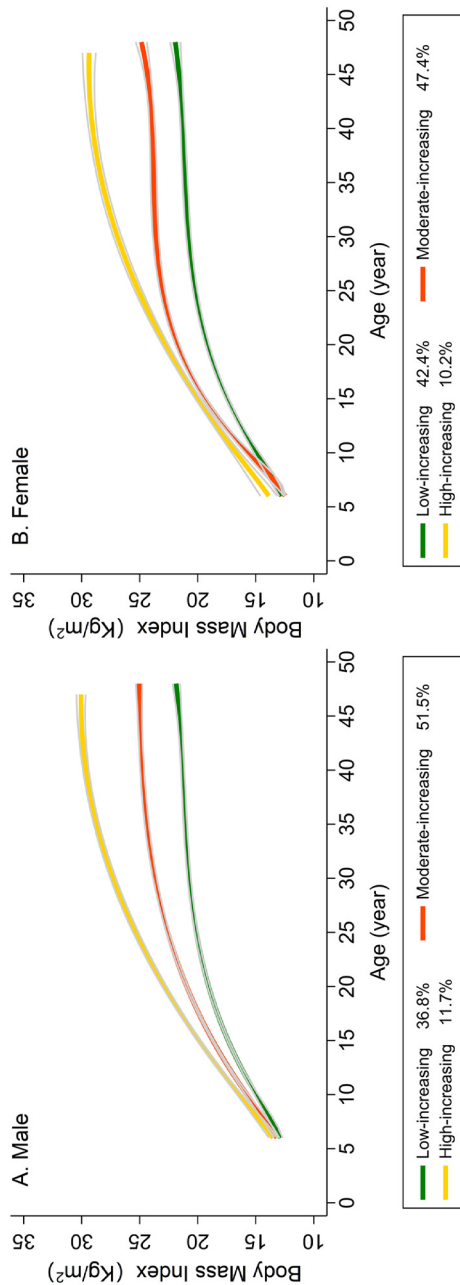 A. Male
Body Mass Index (Kg/m²)
35
30
25
20
15
10
0 5 10 15 20 25 30 35 40 45 50
Age (year)
Low-increasing 36.8% Moderate-increasing 51.5%
High-increasing 11.7%
B. Female
Body Mass Index (Kg/m²)
35
30
25
20
15
10
0 5 10 15 20 25 30 35 40 45 50
Age (year)
Low-increasing 42.4% Moderate-increasing 47.4%
High-increasing 10.2%